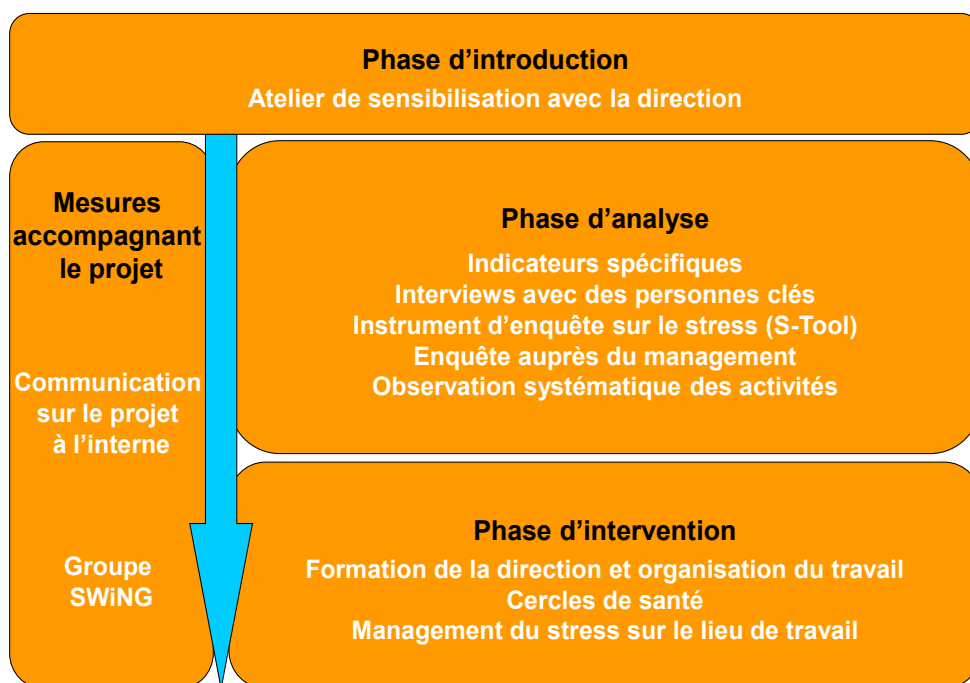 Phase d’introduction
Atelier de sensibilisation avec la direction
Mesures
accompagnant
le projet
Communication
sur le projet
à l’interne
Groupe
SWiNG
Phase d’analyse
Indicateurs spécifiques
Interviews avec des personnes clés
Instrument d’enquête sur le stress (S-Tool)
Enquête auprès du management
Observation systématique des activités
Phase d’intervention
Formation de la direction et organisation du travail
Cercles de santé
Management du stress sur le lieu de travail